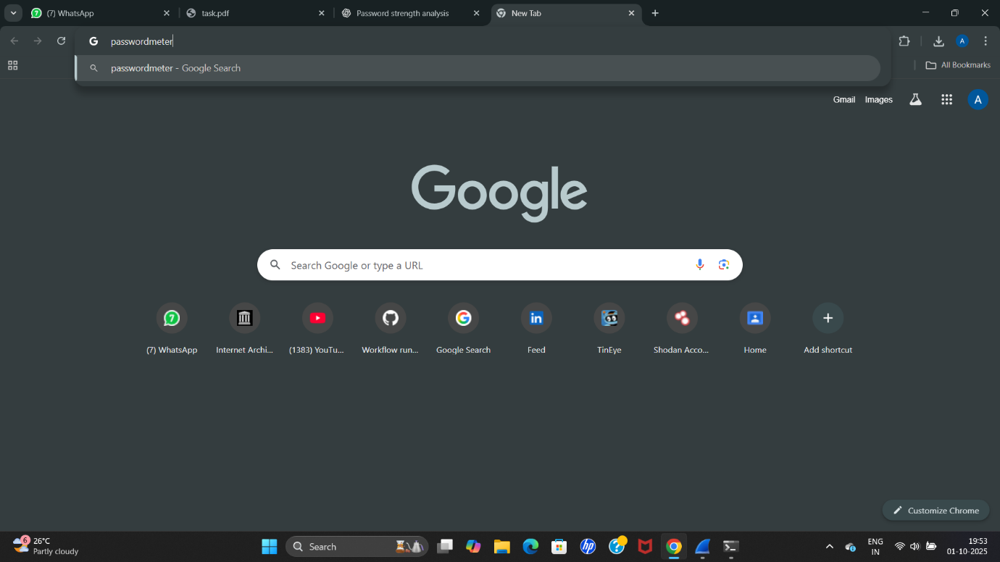 (7) WhatsApp
task.pdf
Password strength analysis
New Tab
passwordmeter
passwordmeter - Google Search
All Bookmarks
A
Gmail
Images
A
Google
Search Google or type a URL
(7) WhatsApp
Internet Archi...
(1383) YouTu...
Workflow run...
Google Search
Feed
TinEye
Shodan Acco...
Home
Add shortcut
Customize Chrome
6
26°C
Partly cloudy
Search
ENG
IN
19:53
01-10-2025